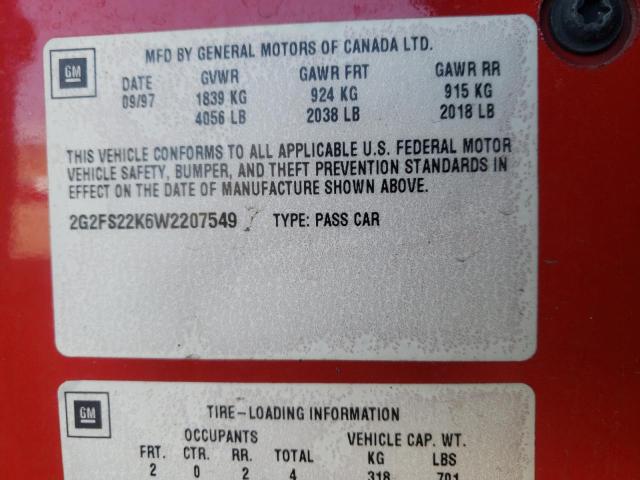 GM
MFD BY GENERAL MOTORS OF CANADA LTD.
DATE GVWR GAWR FRT GAWR RR
09/97 1839 KG 924 KG 915 KG
4056 LB 2038 LB 2018 LB
THIS VEHICLE CONFORMS TO ALL APPLICABLE U.S. FEDERAL MOTOR
VEHICLE SAFETY, BUMPER, AND THEFT PREVENTION STANDARDS IN
EFFECT ON THE DATE OF MANUFACTURE SHOWN ABOVE.
2G2FS22K6W2207549 TYPE: PASS CAR
GM
TIRE-LOADING INFORMATION
OCCUPANTS VEHICLE CAP. WT.
FRT. CTR. RR. TOTAL KG LBS
2 0 2 4 318 701